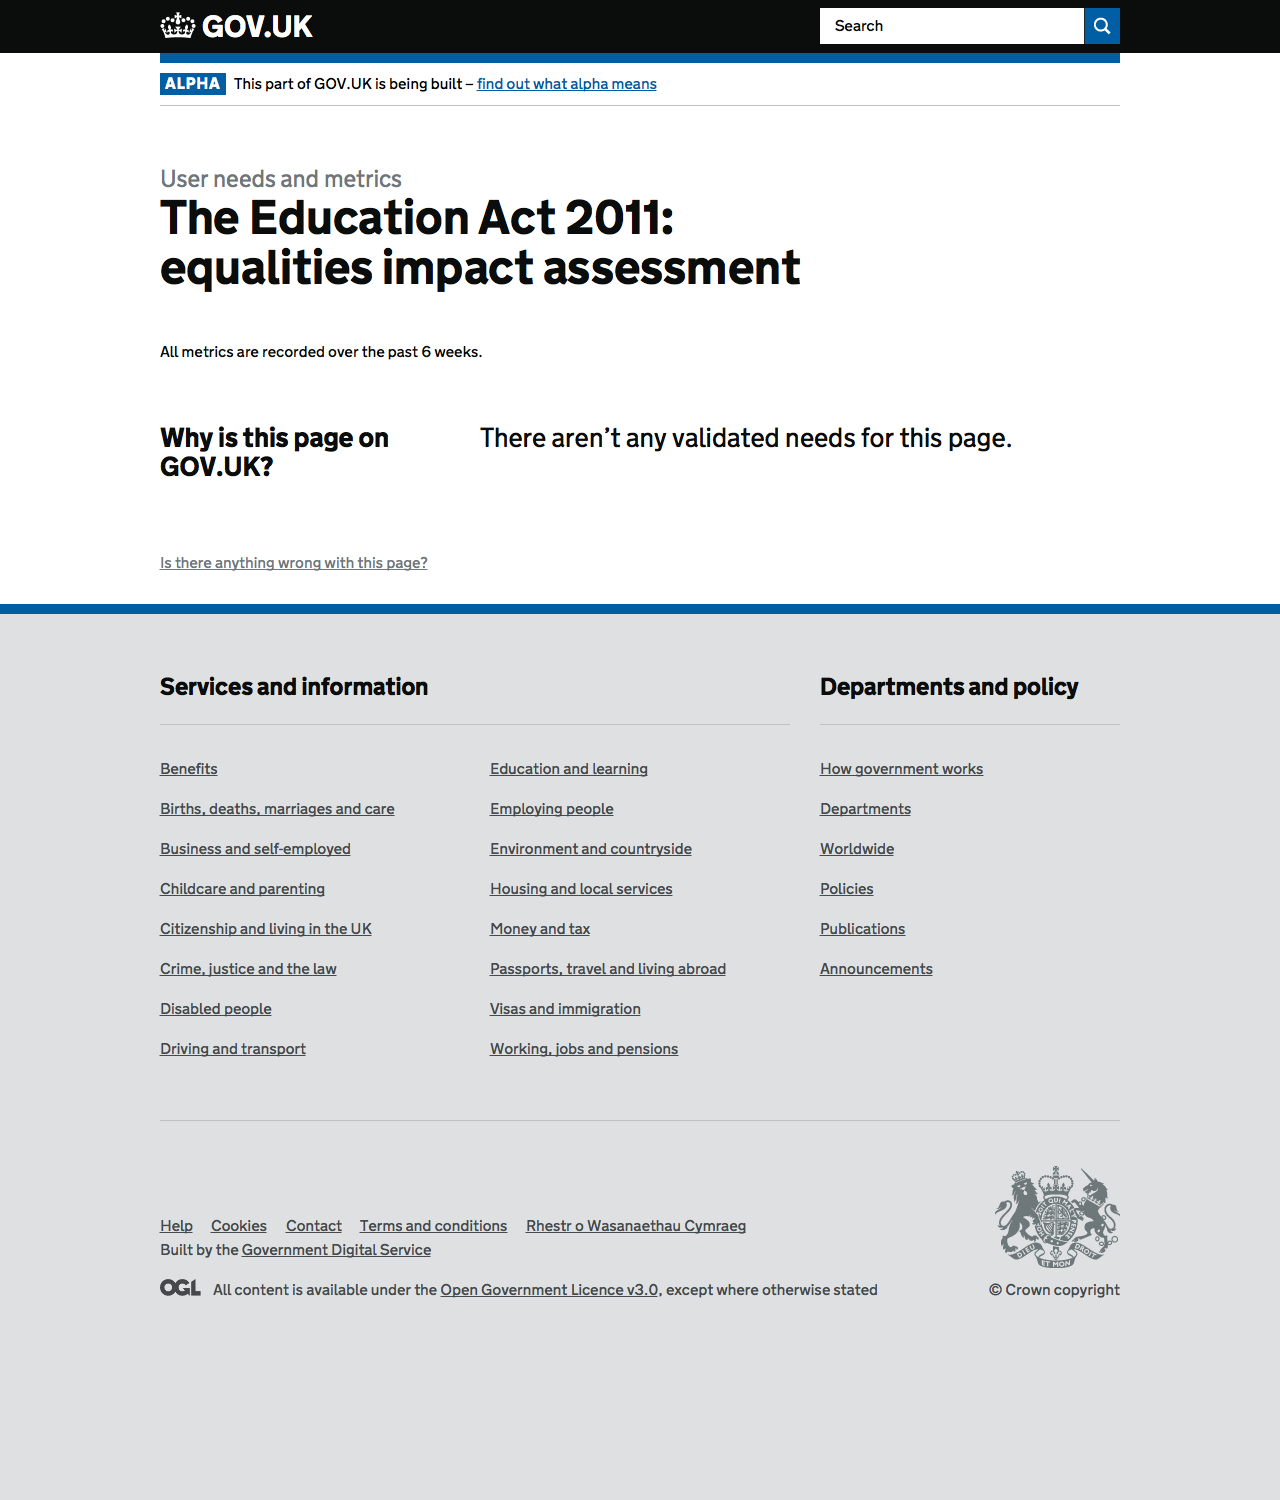 GOV.UK
Search
ALPHA This part of GOV.UK is being built – find out what alpha means
User needs and metrics
The Education Act 2011:
equalities impact assessment
All metrics are recorded over the past 6 weeks.
Why is this page on
GOV.UK?
There aren’t any validated needs for this page.
Is there anything wrong with this page?
Services and information
Benefits
Births, deaths, marriages and care
Business and self-employed
Childcare and parenting
Citizenship and living in the UK
Crime, justice and the law
Disabled people
Driving and transport
Education and learning
Employing people
Environment and countryside
Housing and local services
Money and tax
Passports, travel and living abroad
Visas and immigration
Working, jobs and pensions
Departments and policy
How government works
Departments
Worldwide
Policies
Publications
Announcements
Help Cookies Contact Terms and conditions Rhestr o Wasanaethau Cymraeg
Built by the Government Digital Service
OGL All content is available under the Open Government Licence v3.0, except where otherwise stated
DIEU ET MON DROIT
© Crown copyright